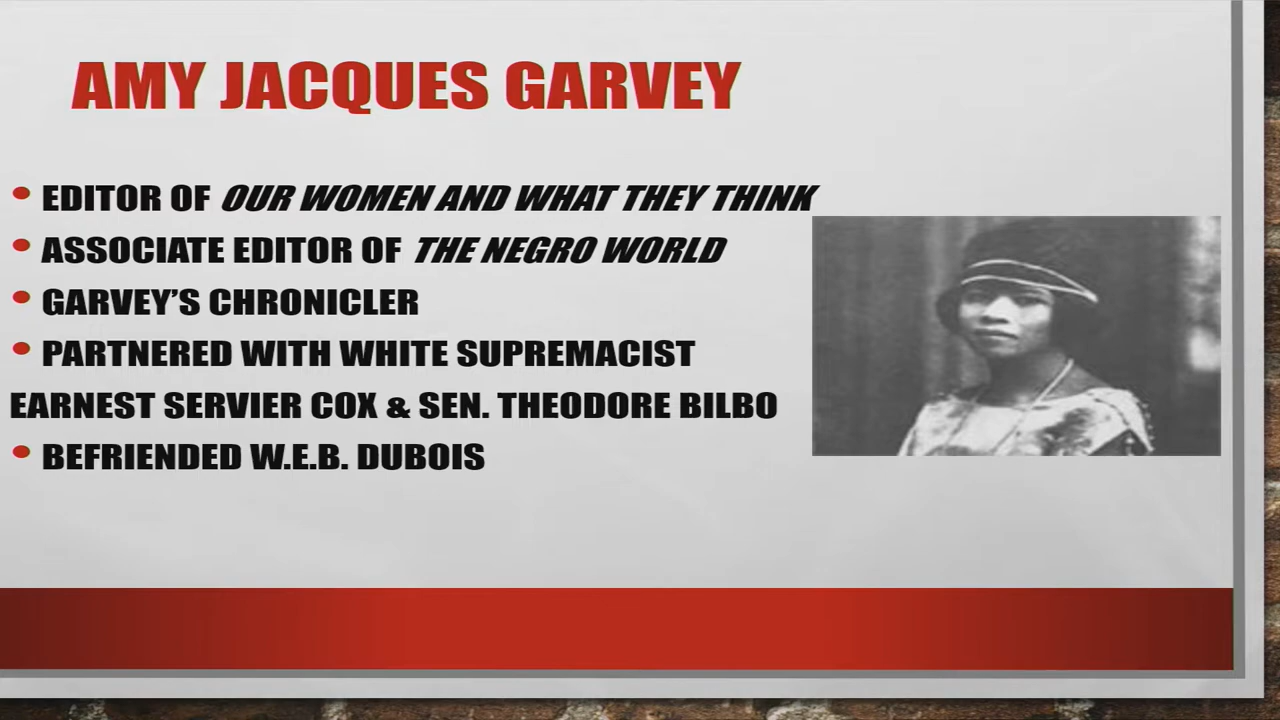 AMY JACQUES GARVEY
• EDITOR OF OUR WOMEN AND WHAT THEY THINK
• ASSOCIATE EDITOR OF THE NEGRO WORLD
• GARVEY’S CHRONICLER
• PARTNERED WITH WHITE SUPREMACIST
EARNEST SERVIER COX & SEN. THEODORE BILBO
• BEFRIENDED W.E.B. DUBOIS